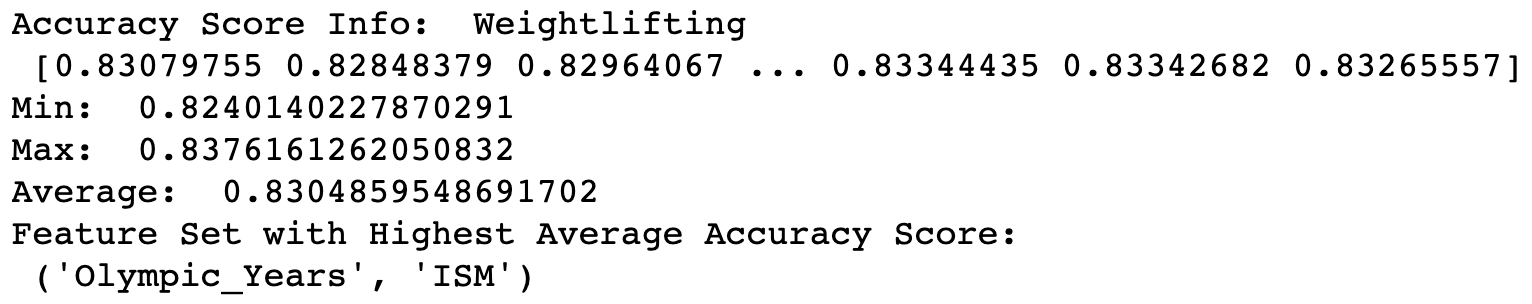 Accuracy Score Info:  Weightlifting
 [0.83079755 0.82848379 0.82964067 ... 0.83344435 0.83342682 0.83265557]
Min:  0.8240140227870291
Max:  0.8376161262050832
Average:  0.8304859548691702
Feature Set with Highest Average Accuracy Score:
 ('Olympic_Years', 'ISM')